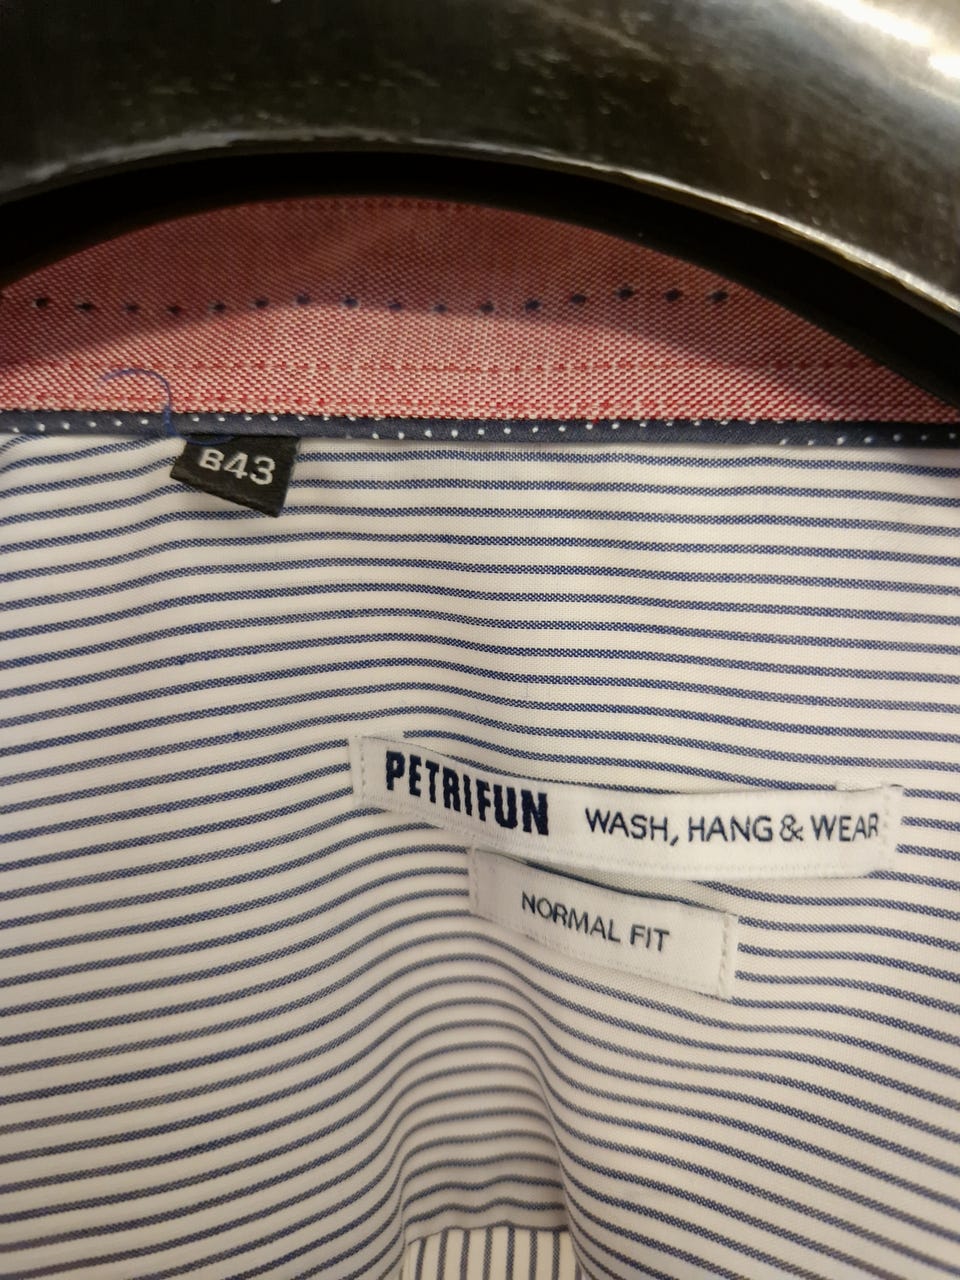 B43
PETRIFUN WASH, HANG & WEAR
NORMAL FIT